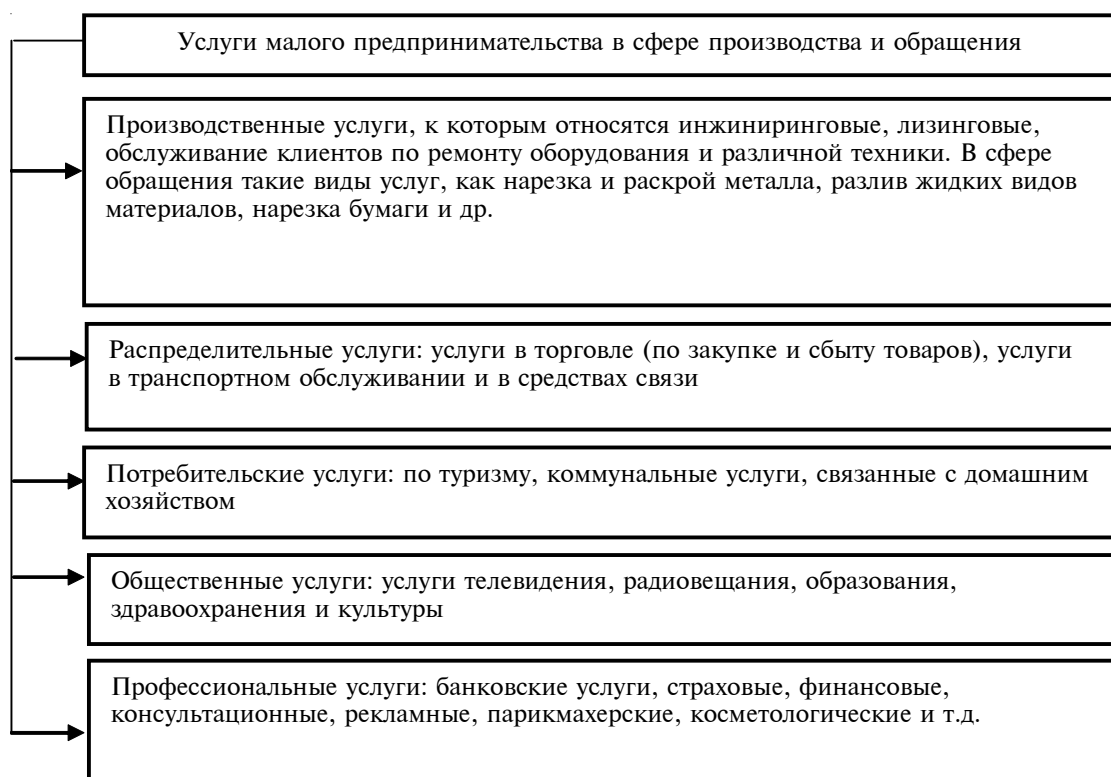 Услуги малого предпринимательства в сфере производства и обращения
Производственные услуги, к которым относятся инжиниринговые, лизинговые,
обслуживание клиентов по ремонту оборудования и различной техники. В сфере
обращения такие виды услуг, как нарезка и раскрой металла, разлив жидких видов
материалов, нарезка бумаги и др.
Распределительные услуги: услуги в торговле (по закупке и сбыту товаров), услуги
в транспортном обслуживании и в средствах связи
Потребительские услуги: по туризму, коммунальные услуги, связанные с домашним
хозяйством
Общественные услуги: услуги телевидения, радиовещания, образования,
здравоохранения и культуры
Профессиональные услуги: банковские услуги, страховые, финансовые,
консультационные, рекламные, парикмахерские, косметологические и т.д.